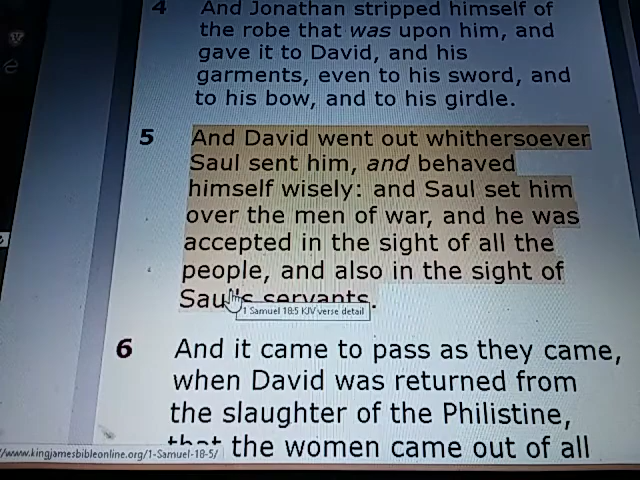 4 And Jonathan stripped himself of
the robe that was upon him, and
gave it to David, and his
garments, even to his sword, and
to his bow, and to his girdle.
5 And David went out whithersoever
Saul sent him, and behaved
himself wisely: and Saul set him
over the men of war, and he was
accepted in the sight of all the
people, and also in the sight of
Saul's servants.
1 Samuel 18:5 KJV verse detail
6 And it came to pass as they came,
when David was returned from
the slaughter of the Philistine,
that the women came out of all
/www.kingjamesbibleonline.org/1-Samuel-18-5/